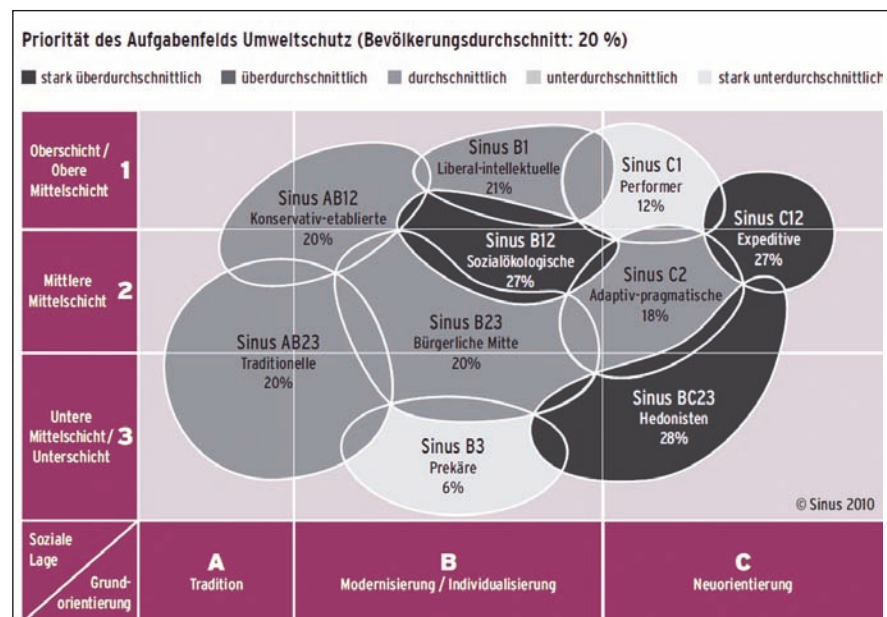 Priorität des Aufgabenfelds Umweltschutz (Bevölkerungsdurchschnitt: 20 %)
stark überdurchschnittlich
überdurchschnittlich
durchschnittlich
unterdurchschnittlich
stark unterdurchschnittlich
Oberschicht /
Obere
Mittelschicht
1
Mittlere
Mittelschicht
2
Untere
Mittelschicht /
Unterschicht
3
Sinus B1
Liberal-intellektuelle
21%
Sinus C1
Performer
12%
Sinus AB12
Konservativ-etablierte
20%
Sinus C12
Expeditive
27%
Sinus B12
Sozialökologische
27%
Sinus C2
Adaptiv-pragmatische
18%
Sinus AB23
Traditionelle
20%
Sinus B23
Bürgerliche Mitte
20%
Sinus BC23
Hedonisten
28%
Sinus B3
Prekäre
6%
© Sinus 2010
Soziale
Lage
Grund-
orientierung
A
Tradition
B
Modernisierung / Individualisierung
C
Neuorientierung